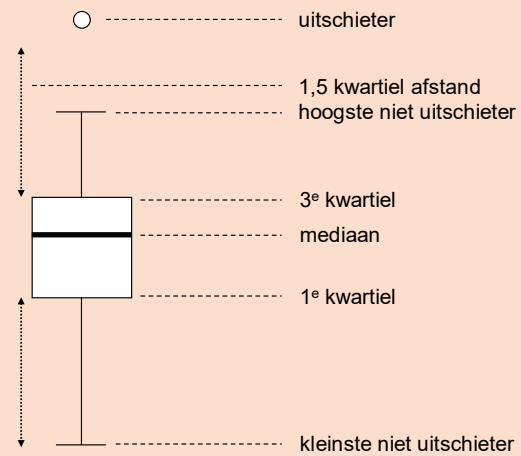 uitschieter
1,5 kwartiel afstand
hoogste niet uitschieter
3ᵉ kwartiel
mediaan
1ᵉ kwartiel
kleinste niet uitschieter